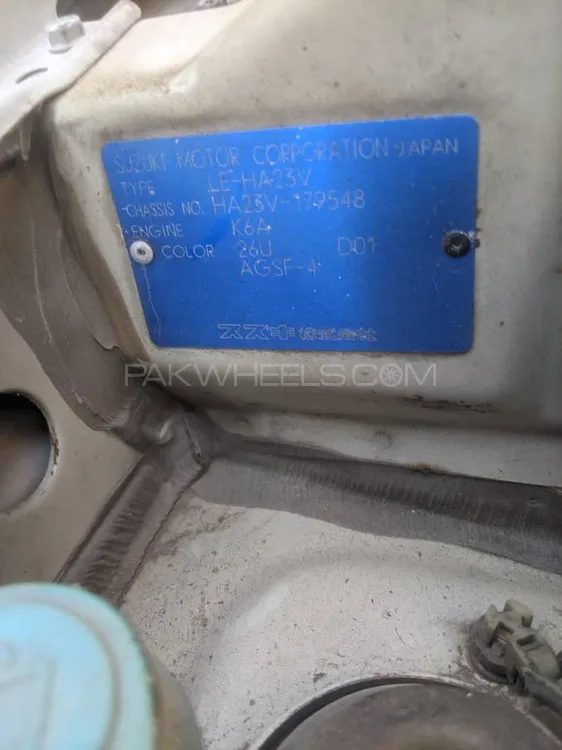 SUZUKI MOTOR CORPORATION JAPAN
TYPE LE-HA23V
CHASSIS NO. HA23V-179548
ENGINE K6A
COLOR 26U D01
AGSF-4
スズキ株式会社
PAKWHEELS.COM